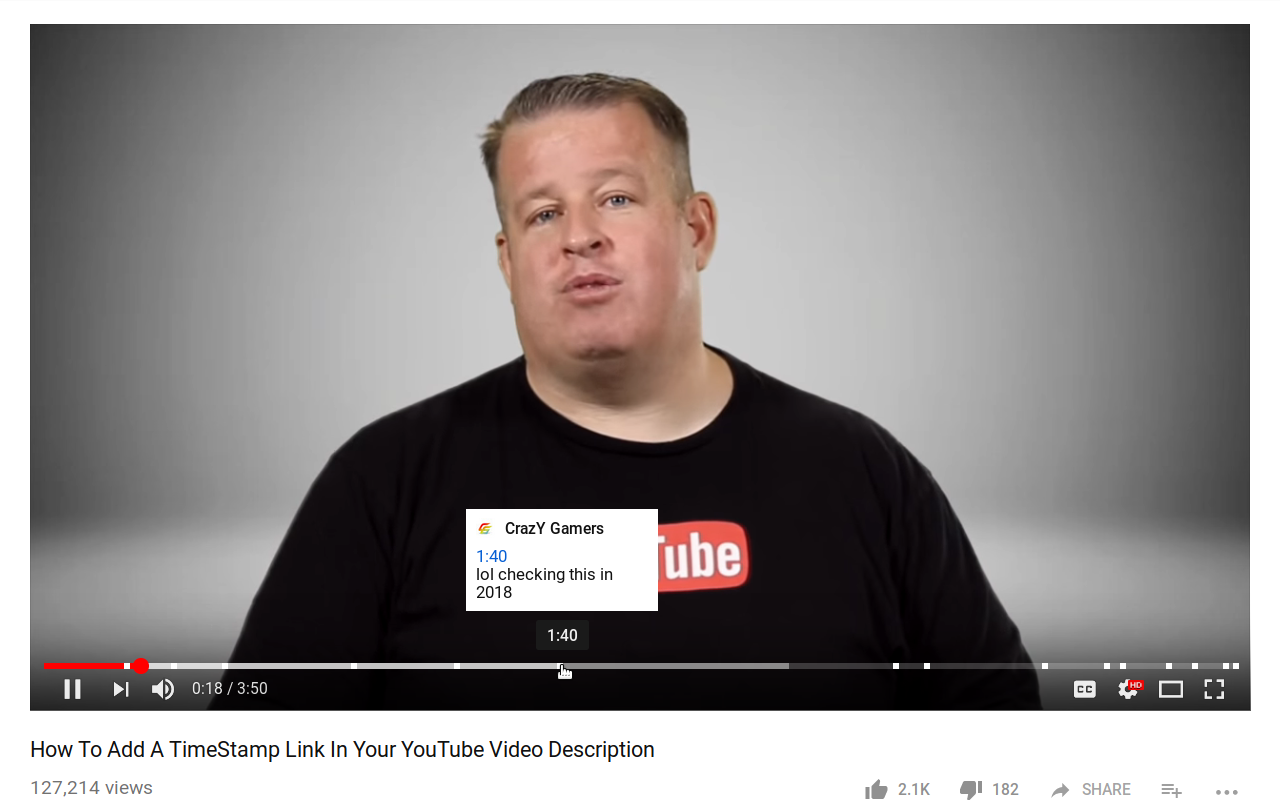 CrazY Gamers
1:40
lol checking this in
2018
Tube
1:40
0:18 / 3:50
CC
HD
How To Add A TimeStamp Link In Your YouTube Video Description
127,214 views
2.1K
182
SHARE